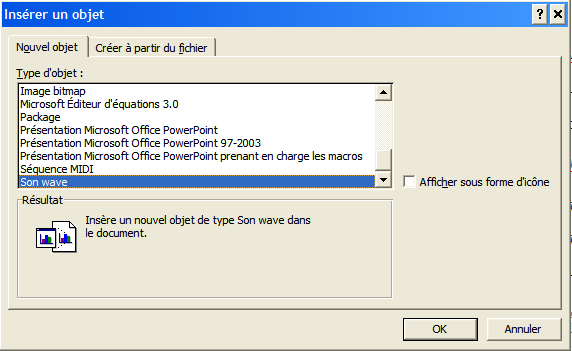 Insérer un objet
Nouvel objet
Créer à partir du fichier
Type d'objet :
Image bitmap
Microsoft Éditeur d'équations 3.0
Package
Présentation Microsoft Office PowerPoint
Présentation Microsoft Office PowerPoint 97-2003
Présentation Microsoft Office PowerPoint prenant en charge les macros
Séquence MIDI
Son wave
Afficher sous forme d'icône
Résultat
Insère un nouvel objet de type Son wave dans
le document.
OK
Annuler